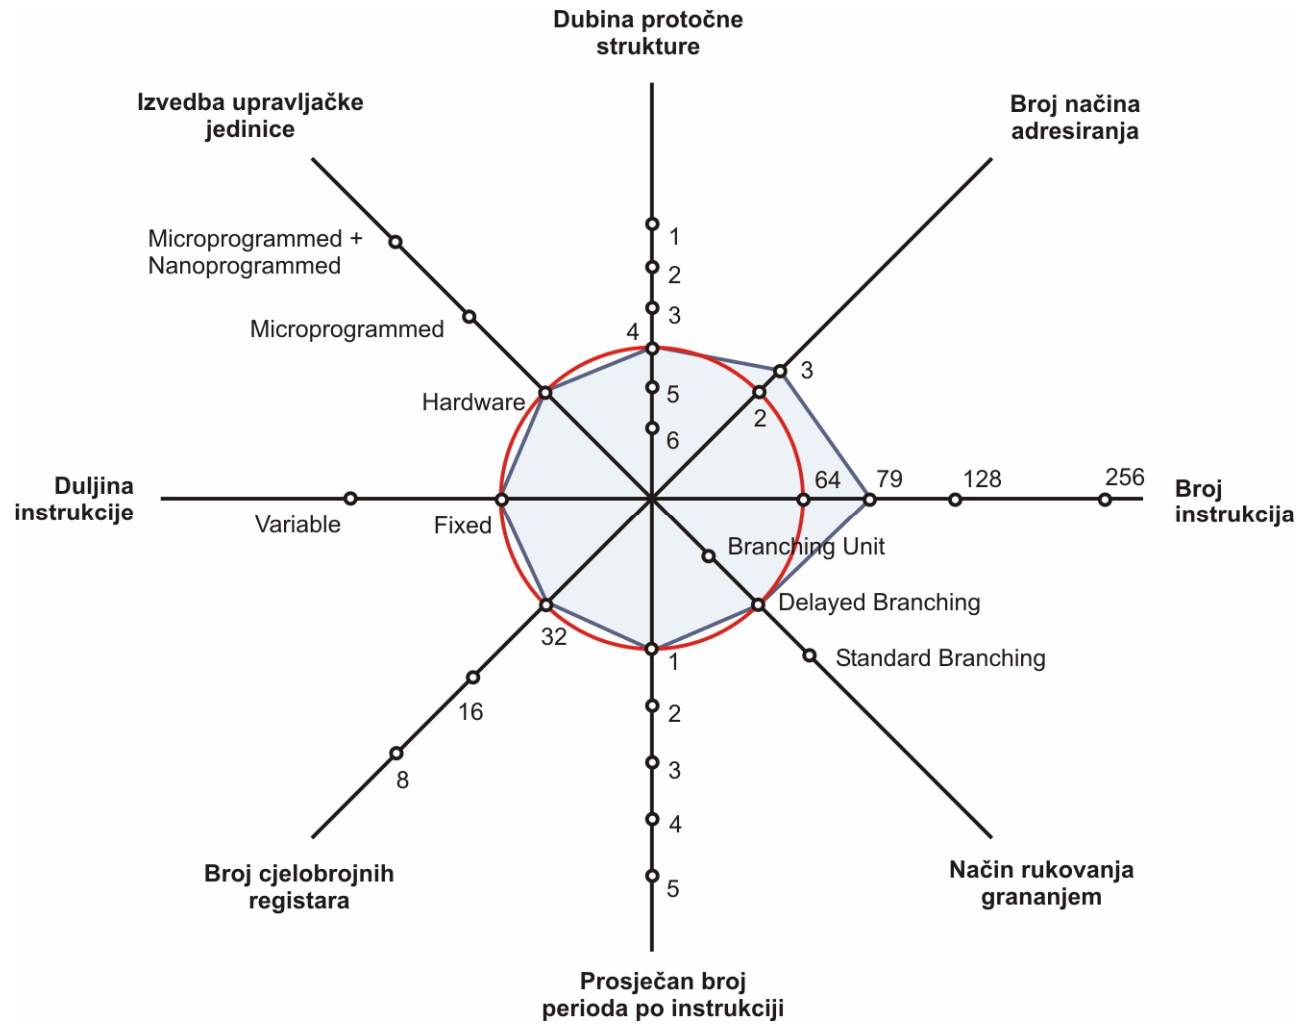 Dubina protočne
strukture
Izvedba upravljačke
jedinice
Broj načina
adresiranja
Microprogrammed +
Nanoprogrammed
1
2
3
Microprogrammed
4
3
5
Hardware
2
6
Duljina
instrukcije
Variable
Fixed
64
79
128
256
Broj
instrukcija
Branching Unit
Delayed Branching
Standard Branching
32
16
8
1
2
3
4
5
Broj cjelobrojnih
registara
Način rukovanja
grananjem
Prosječan broj
perioda po instrukciji